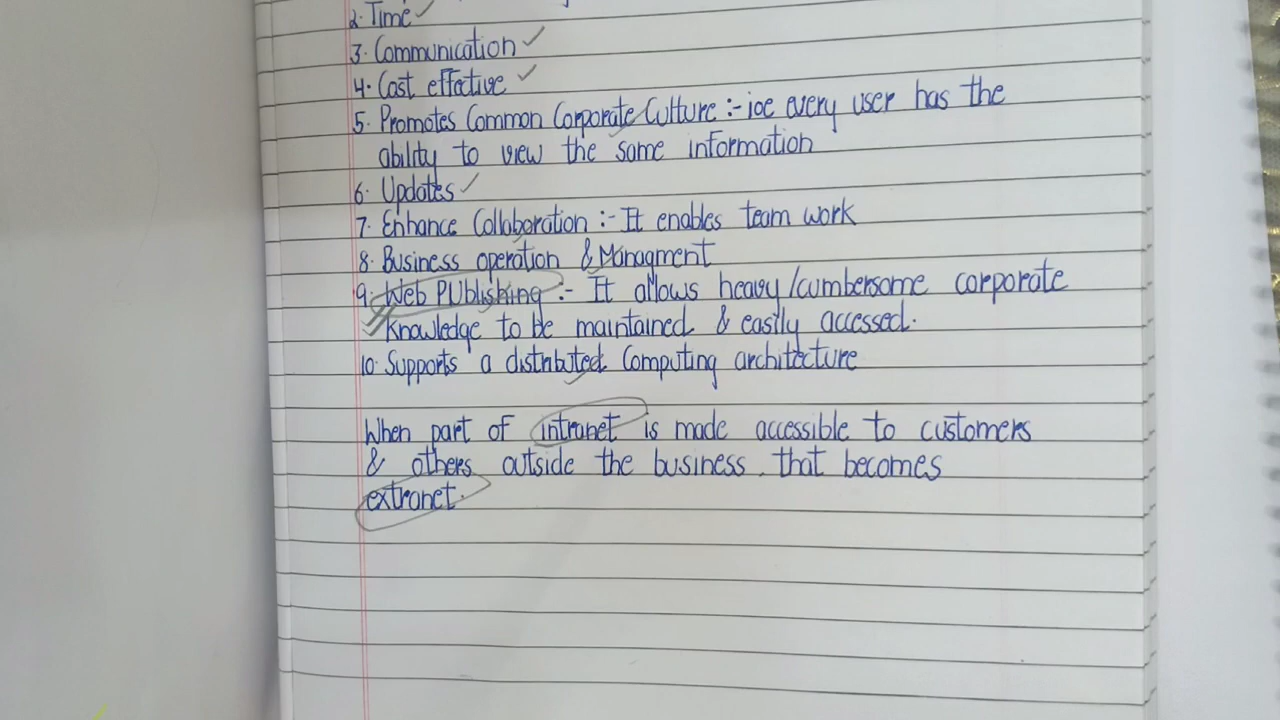 2. Time
3. Communication
4. Cost effective
5. Promotes Common Corporate Culture :- ioe every user has the
ability to view the same information
6. Updates
7. Enhance Collaboration :- It enables team work
8. Business operation & Managment
9. Web PUblishing :- It allows heavy/cumbersome corporate
Knowledge to be maintained & easily accessed.
10. Supports a distributed Computing architecture
When part of intranet is made accessible to customers
& others outside the business, that becomes
extranet.